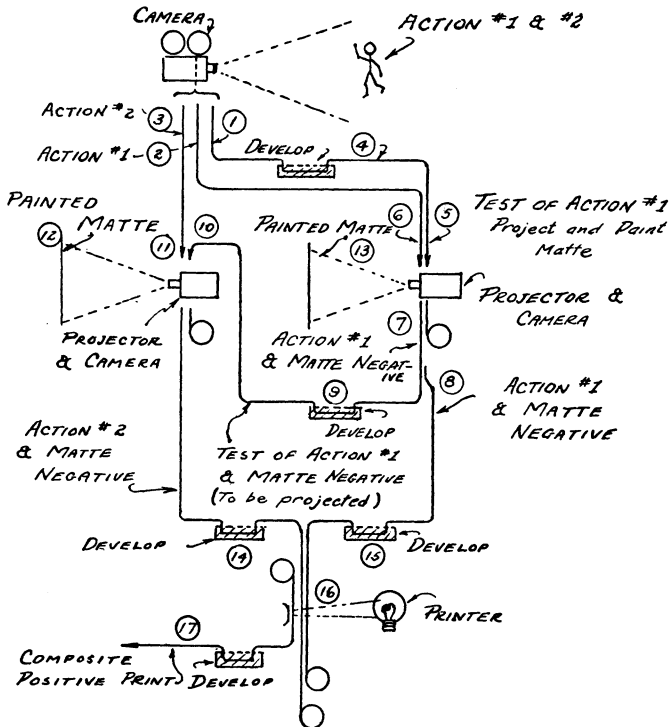 CAMERA
ACTION #1 & #2
ACTION #2
3
1
ACTION #1
2
DEVELOP
4
PAINTED
MATTE
12
11
10
PAINTED MATTE
13
6
5
TEST OF ACTION #1
Project and Paint
Matte
PROJECTOR
& CAMERA
PROJECTOR &
CAMERA
7
ACTION #1
& MATTE NEGAT-
IVE
8
9
DEVELOP
ACTION #1
& MATTE
NEGATIVE
ACTION #2
& MATTE
NEGATIVE
TEST OF ACTION #1
& MATTE NEGATIVE
(To be projected)
DEVELOP
14
15
DEVELOP
16
PRINTER
17
COMPOSITE
POSITIVE PRINT
DEVELOP